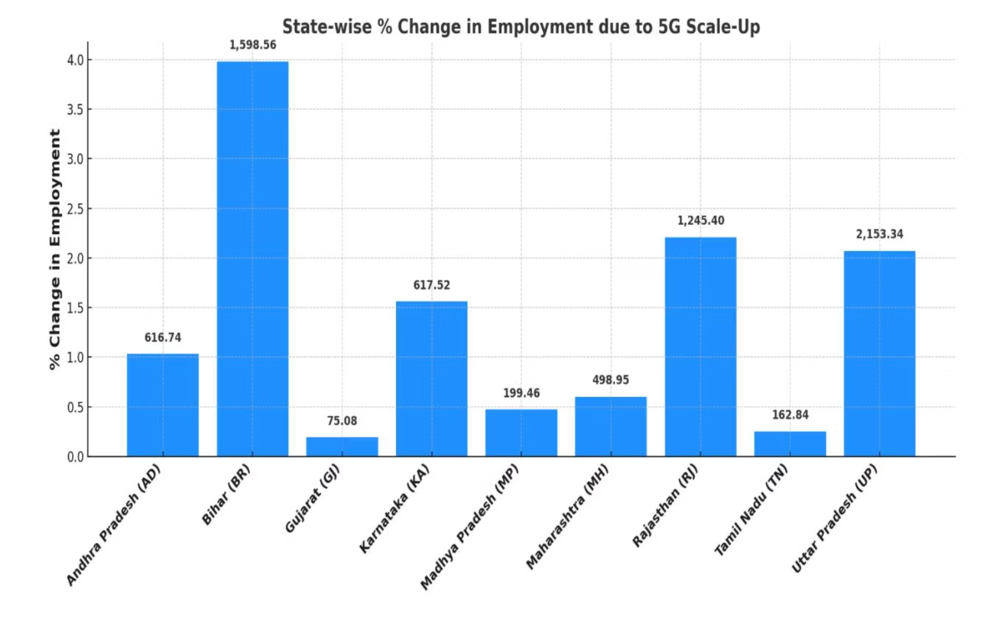 State-wise % Change in Employment due to 5G Scale-Up
% Change in Employment
4.0
3.5
3.0
2.5
2.0
1.5
1.0
0.5
0.0
616.74
1,598.56
75.08
617.52
199.46
498.95
1,245.40
162.84
2,153.34
Andhra Pradesh (AD)
Bihar (BR)
Gujarat (GJ)
Karnataka (KA)
Madhya Pradesh (MP)
Maharashtra (MH)
Rajasthan (RJ)
Tamil Nadu (TN)
Uttar Pradesh (UP)